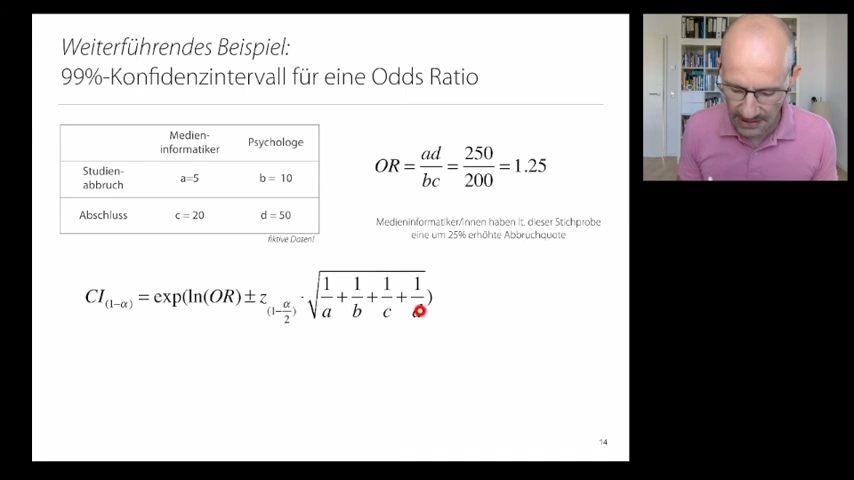 Weiterführendes Beispiel:
99%-Konfidenzintervall für eine Odds Ratio
Medien-
informatiker
Psychologe
Studien-
abbruch
a=5
b = 10
Abschluss
c = 20
d = 50
fiktive Daten!
OR = ad/bc = 250/200 = 1.25
Medieninformatiker/innen haben lt. dieser Stichprobe
eine um 25% erhöhte Abbruchquote
CI(1−α) = exp(ln(OR) ± z(1−α/2) · √(1/a + 1/b + 1/c + 1/d))
14